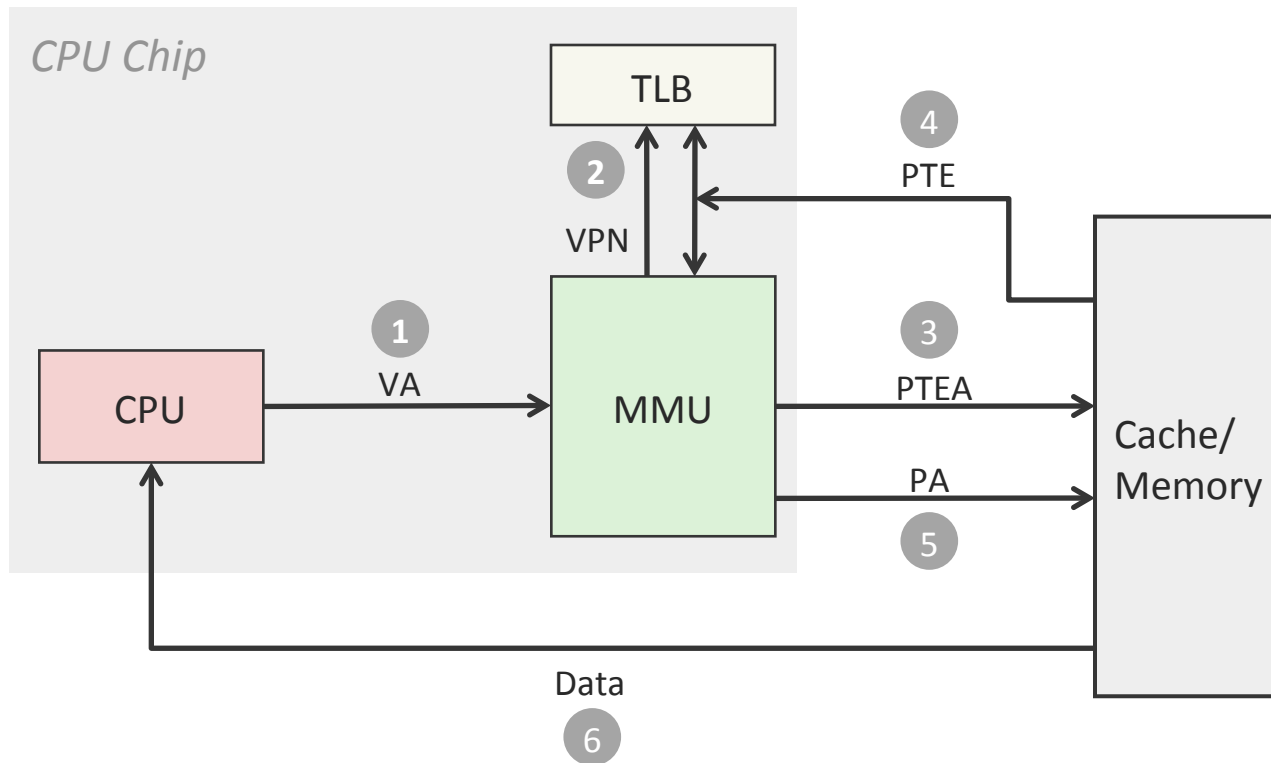 CPU Chip
TLB
4
PTE
2
VPN
1
VA
CPU
MMU
3
PTEA
PA
5
Cache/
Memory
Data
6